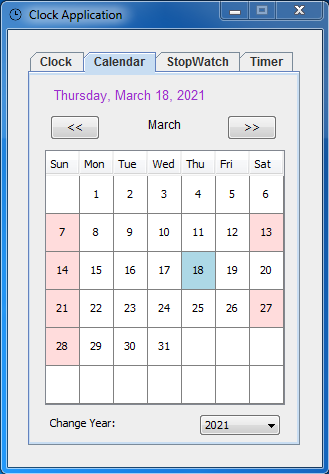 Clock Application
Clock Calendar StopWatch Timer
Thursday, March 18, 2021
<< March >>
Sun Mon Tue Wed Thu Fri Sat
1 2 3 4 5 6
7 8 9 10 11 12 13
14 15 16 17 18 19 20
21 22 23 24 25 26 27
28 29 30 31
Change Year: 2021